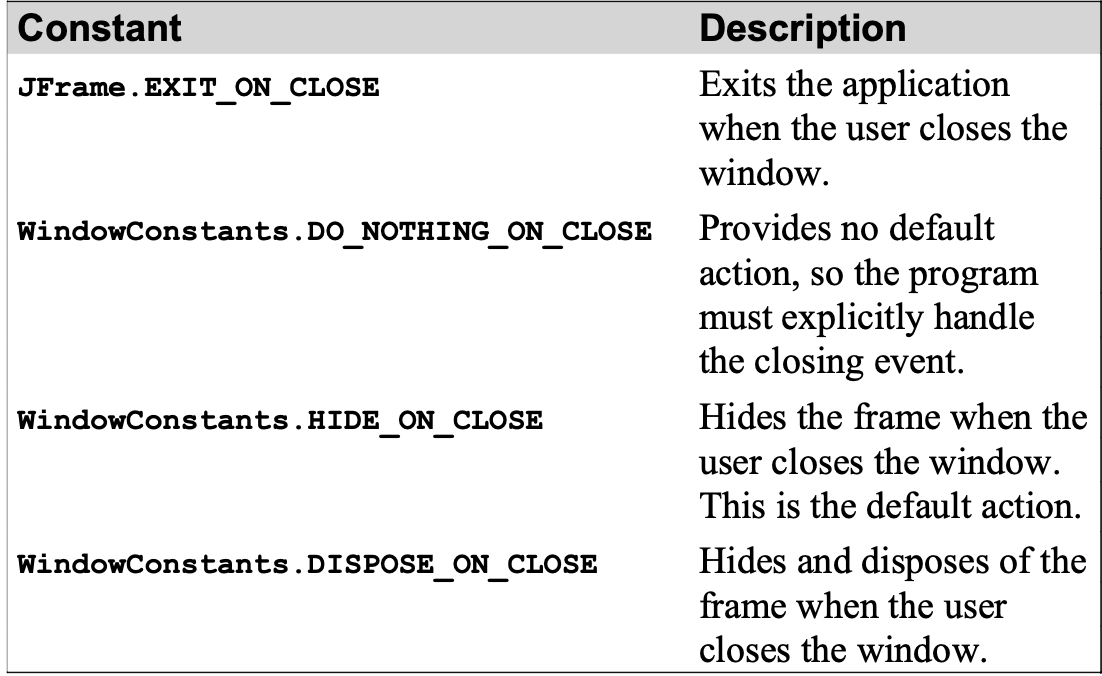 Constant Description
JFrame.EXIT_ON_CLOSE Exits the application
when the user closes the
window.
WindowConstants.DO_NOTHING_ON_CLOSE Provides no default
action, so the program
must explicitly handle
the closing event.
WindowConstants.HIDE_ON_CLOSE Hides the frame when the
user closes the window.
This is the default action.
WindowConstants.DISPOSE_ON_CLOSE Hides and disposes of the
frame when the user
closes the window.